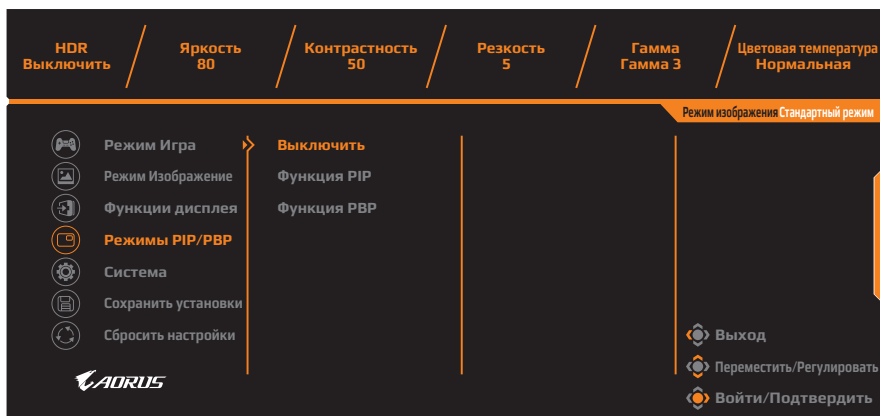 HDR
Выключить
Яркость
80
Контрастность
50
Резкость
5
Гамма
Гамма 3
Цветовая температура
Нормальная
Режим изображения Стандартный режим
Режим Игра
Режим Изображение
Функции дисплея
Режимы PIP/PBP
Система
Сохранить установки
Сбросить настройки
Выключить
Функция PIP
Функция PBP
Выход
Переместить/Регулировать
Войти/Подтвердить
AORUS